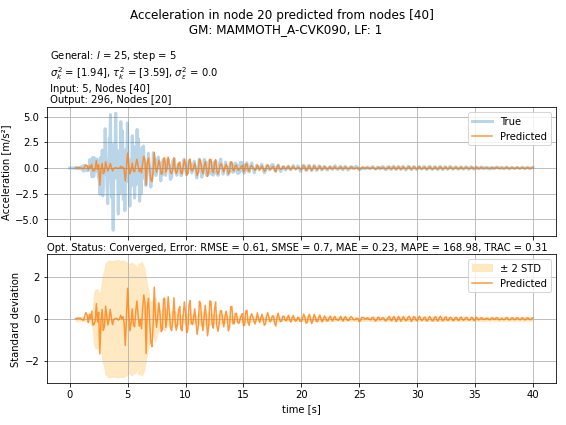 Acceleration in node 20 predicted from nodes [40]
GM: MAMMOTH_A-CVK090, LF: 1
General: l = 25, step = 5
σ²ₖ = [1.94], τ²ₖ = [3.59], σ²ε = 0.0
Input: 5, Nodes [40]
Output: 296, Nodes [20]
5.0
2.5
0.0
−2.5
−5.0
Acceleration [m/s²]
True
Predicted
Opt. Status: Converged, Error: RMSE = 0.61, SMSE = 0.7, MAE = 0.23, MAPE = 168.98, TRAC = 0.31
2
0
−2
Standard deviation
± 2 STD
Predicted
0 5 10 15 20 25 30 35 40
time [s]